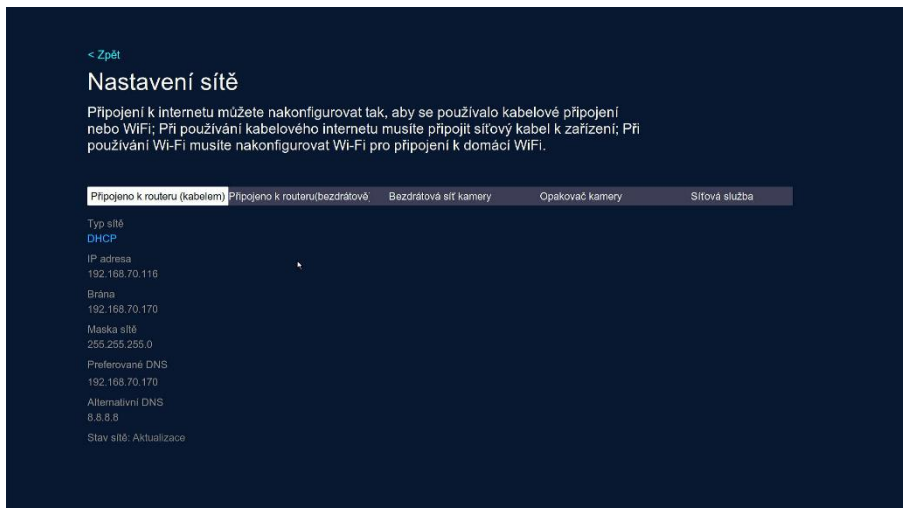 < Zpět
Nastavení sítě
Připojení k internetu můžete nakonfigurovat tak, aby se používalo kabelové připojení
nebo WiFi; Při používání kabelového internetu musíte připojit síťový kabel k zařízení; Při
používání Wi-Fi musíte nakonfigurovat Wi-Fi pro připojení k domácí WiFi.
Připojeno k routeru (kabelem) Připojeno k routeru(bezdrátově) Bezdrátová síť kamery Opakovač kamery Síťová služba
Typ sítě
DHCP
IP adresa
192.168.70.116
Brána
192.168.70.170
Maska sítě
255.255.255.0
Preferované DNS
192.168.70.170
Alternativní DNS
8.8.8.8
Stav sítě: Aktualizace